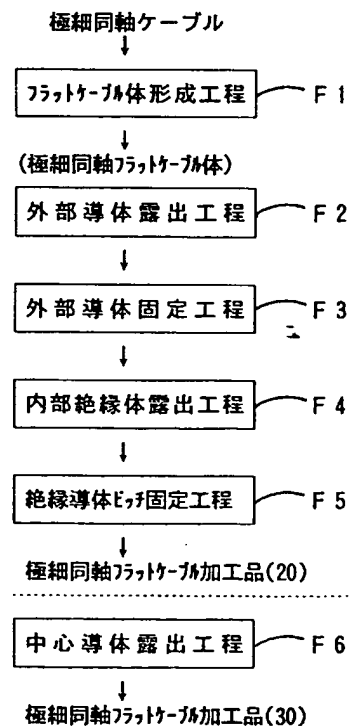 極細同軸ケーブル
↓
フラットケーブル体形成工程 F1
↓
(極細同軸フラットケーブル体)
外部導体露出工程 F2
↓
外部導体固定工程 F3
↓
内部絶縁体露出工程 F4
↓
絶縁導体ピッチ固定工程 F5
↓
極細同軸フラットケーブル加工品(20)
中心導体露出工程 F6
↓
極細同軸フラットケーブル加工品(30)